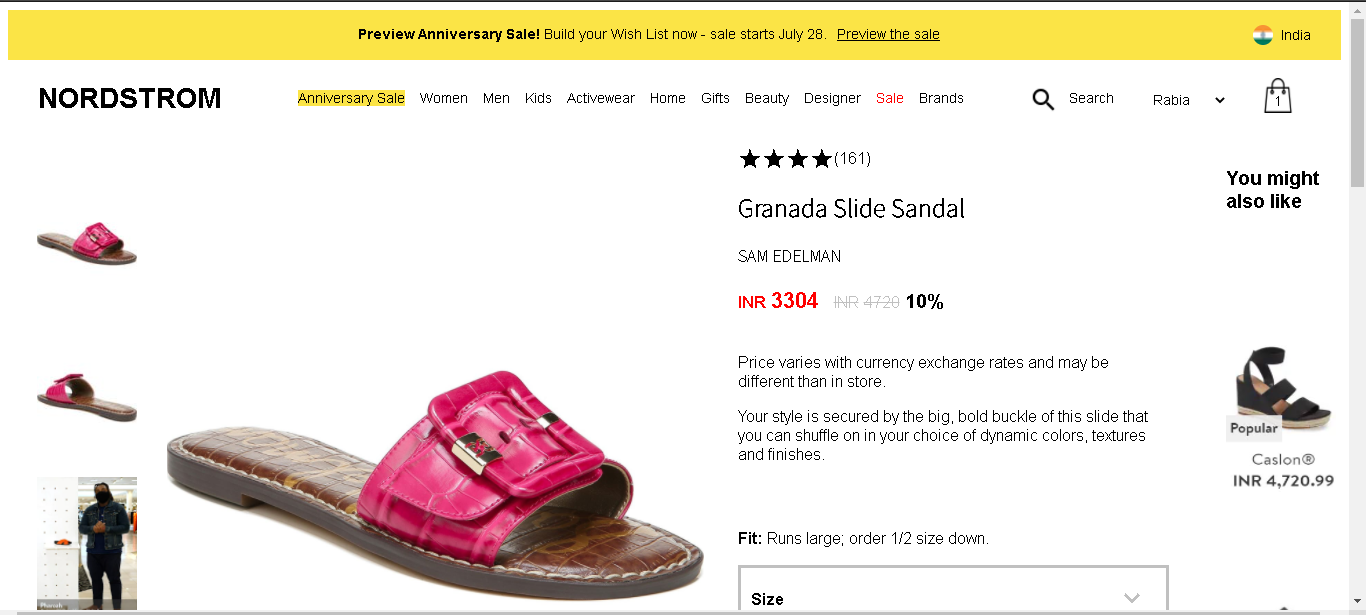 Preview Anniversary Sale! Build your Wish List now - sale starts July 28. Preview the sale
India
NORDSTROM
Anniversary Sale Women Men Kids Activewear Home Gifts Beauty Designer Sale Brands
Search
Rabia
1
(161)
You might
also like
Granada Slide Sandal
SAM EDELMAN
INR 3304 INR 4720 10%
Price varies with currency exchange rates and may be
different than in store.
Your style is secured by the big, bold buckle of this slide that
you can shuffle on in your choice of dynamic colors, textures
and finishes.
Popular
Caslon®
INR 4,720.99
Fit: Runs large; order 1/2 size down.
Size